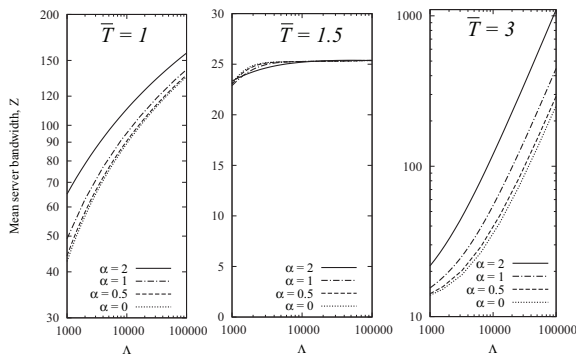 T̅ = 1
200
150
100
90
80
70
60
50
40
30
1000
10000
100000
Λ
Mean server bandwidth, Z
α = 2
α = 1
α = 0.5
α = 0
T̅ = 1.5
30
25
20
15
10
5
0
1000
10000
100000
Λ
α = 2
α = 1
α = 0.5
α = 0
T̅ = 3
1000
100
10
1000
10000
100000
Λ
α = 2
α = 1
α = 0.5
α = 0